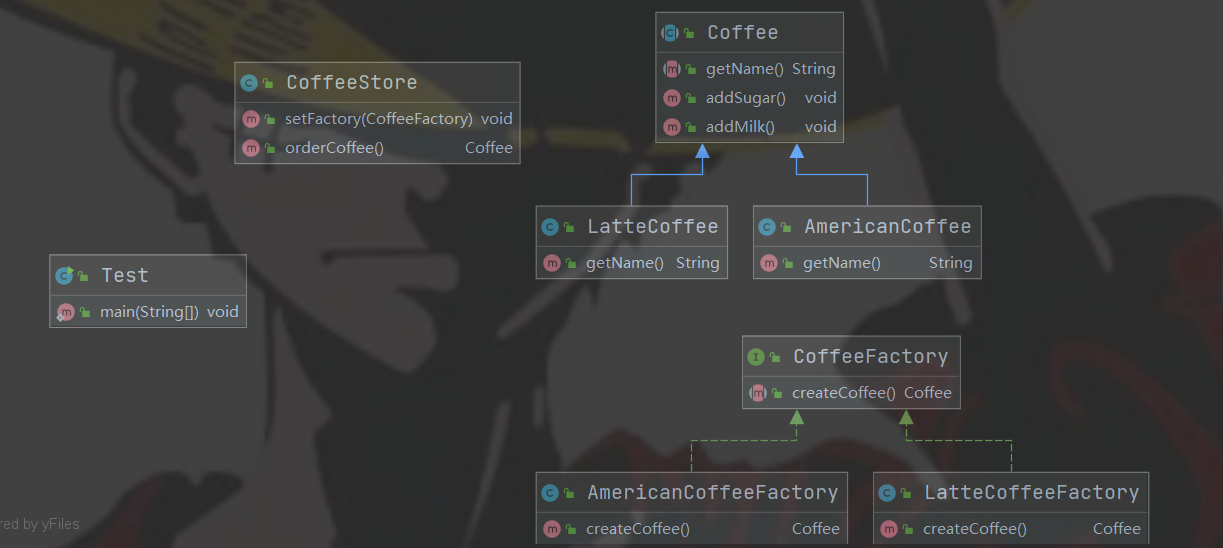 Coffee
getName() String
addSugar() void
addMilk() void
CoffeeStore
setFactory(CoffeeFactory) void
orderCoffee() Coffee
LatteCoffee
getName() String
AmericanCoffee
getName() String
Test
main(String[]) void
CoffeeFactory
createCoffee() Coffee
AmericanCoffeeFactory
createCoffee() Coffee
LatteCoffeeFactory
createCoffee() Coffee
red by yFiles